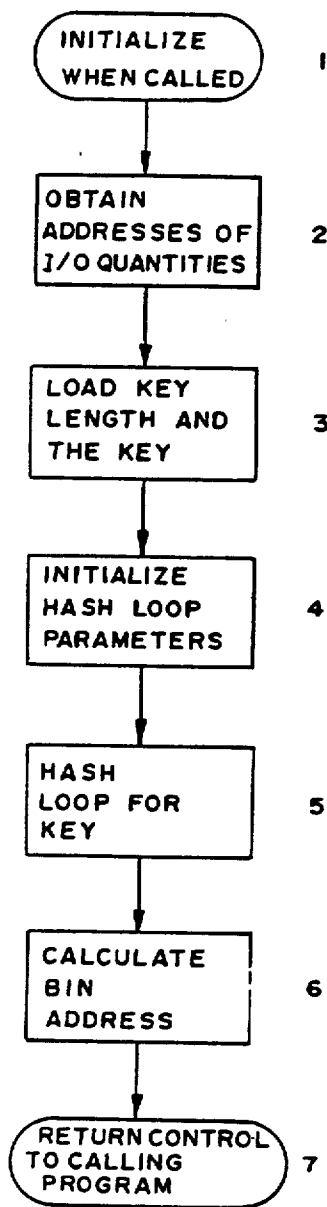 INITIALIZE
WHEN CALLED
1
OBTAIN
ADDRESSES OF
I/O QUANTITIES
2
LOAD KEY
LENGTH AND
THE KEY
3
INITIALIZE
HASH LOOP
PARAMETERS
4
HASH
LOOP FOR
KEY
5
CALCULATE
BIN
ADDRESS
6
RETURN CONTROL
TO CALLING
PROGRAM
7